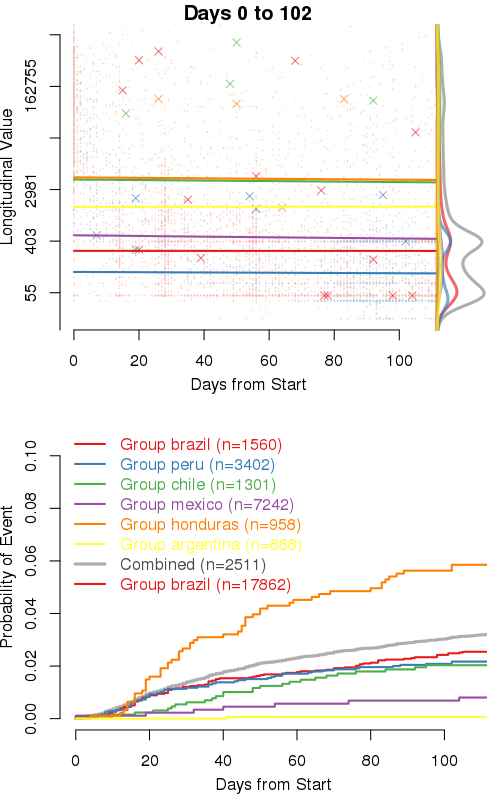 Days 0 to 102
Longitudinal Value
162755
2981
403
55
0
20
40
60
80
100
Days from Start
Probability of Event
0.10
0.08
0.06
0.04
0.02
0.00
Group brazil (n=1560)
Group peru (n=3402)
Group chile (n=1301)
Group mexico (n=7242)
Group honduras (n=958)
Group argentina (n=888)
Combined (n=2511)
Group brazil (n=17862)
0
20
40
60
80
100
Days from Start